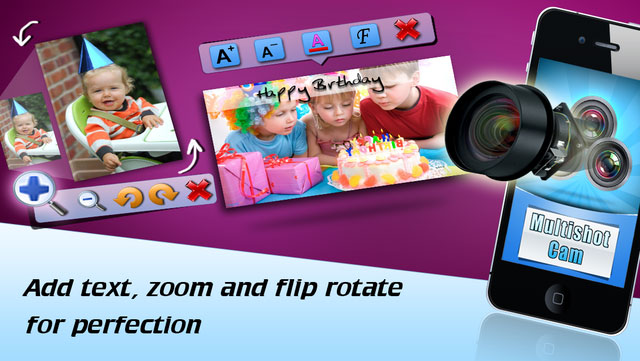 A+ A- A F
Happy Birthday
Multishot
Cam
Add text, zoom and flip rotate
for perfection